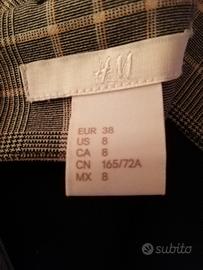 H&M
EUR 38
US 8
CA 8
CN 165/72A
MX 8
subito